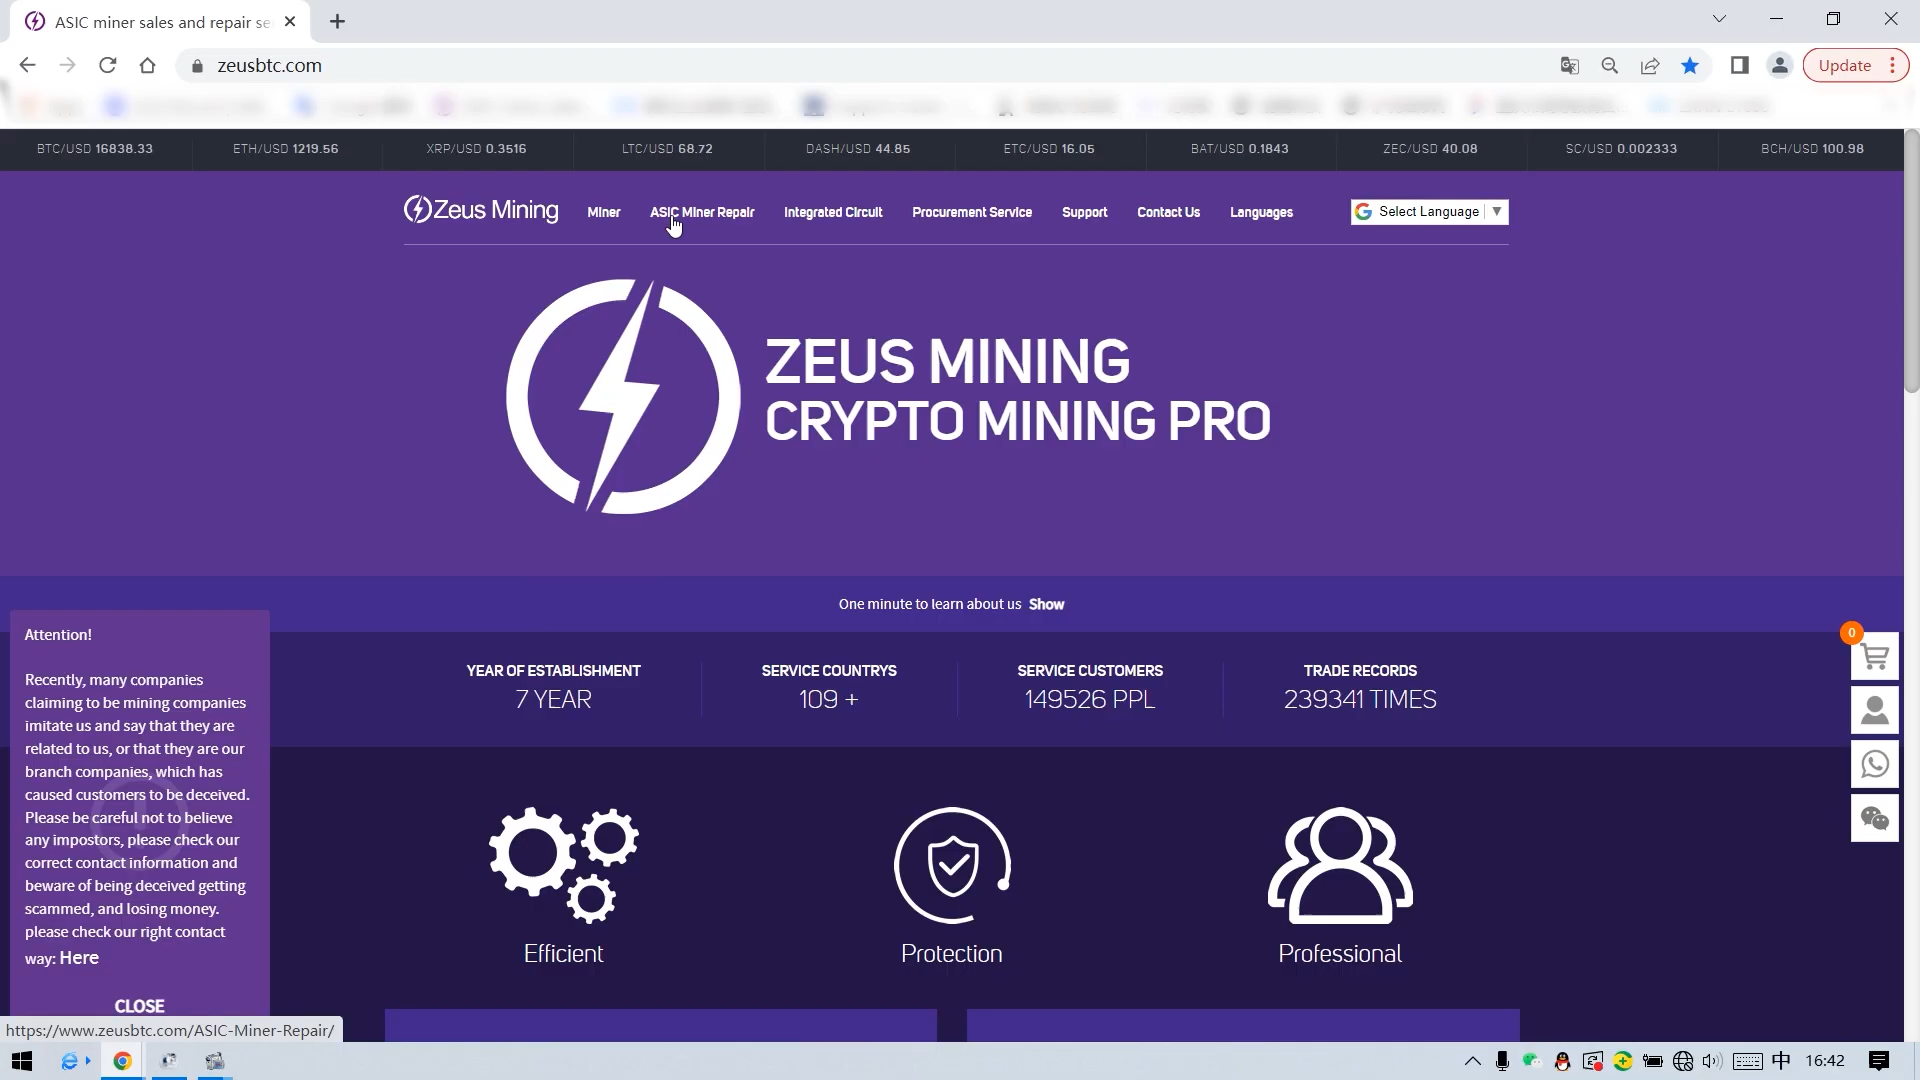 ASIC miner sales and repair se
zeusbtc.com
Update
BTC/USD 16838.33
ETH/USD 1219.56
XRP/USD 0.3516
LTC/USD 68.72
DASH/USD 44.85
ETC/USD 16.05
BAT/USD 0.1843
ZEC/USD 40.08
SC/USD 0.002333
BCH/USD 100.98
Zeus Mining
Miner
ASIC Miner Repair
Integrated Circuit
Procurement Service
Support
Contact Us
Languages
Select Language
ZEUS MINING
CRYPTO MINING PRO
One minute to learn about us Show
YEAR OF ESTABLISHMENT
7 YEAR
SERVICE COUNTRYS
109 +
SERVICE CUSTOMERS
149526 PPL
TRADE RECORDS
239341 TIMES
Attention!
Recently, many companies
claiming to be mining companies
imitate us and say that they are
related to us, or that they are our
branch companies, which has
caused customers to be deceived.
Please be careful not to believe
any impostors, please check our
correct contact information and
beware of being deceived getting
scammed, and losing money.
please check our right contact
way: Here
CLOSE
Efficient
Protection
Professional
0
https://www.zeusbtc.com/ASIC-Miner-Repair/
中
16:42